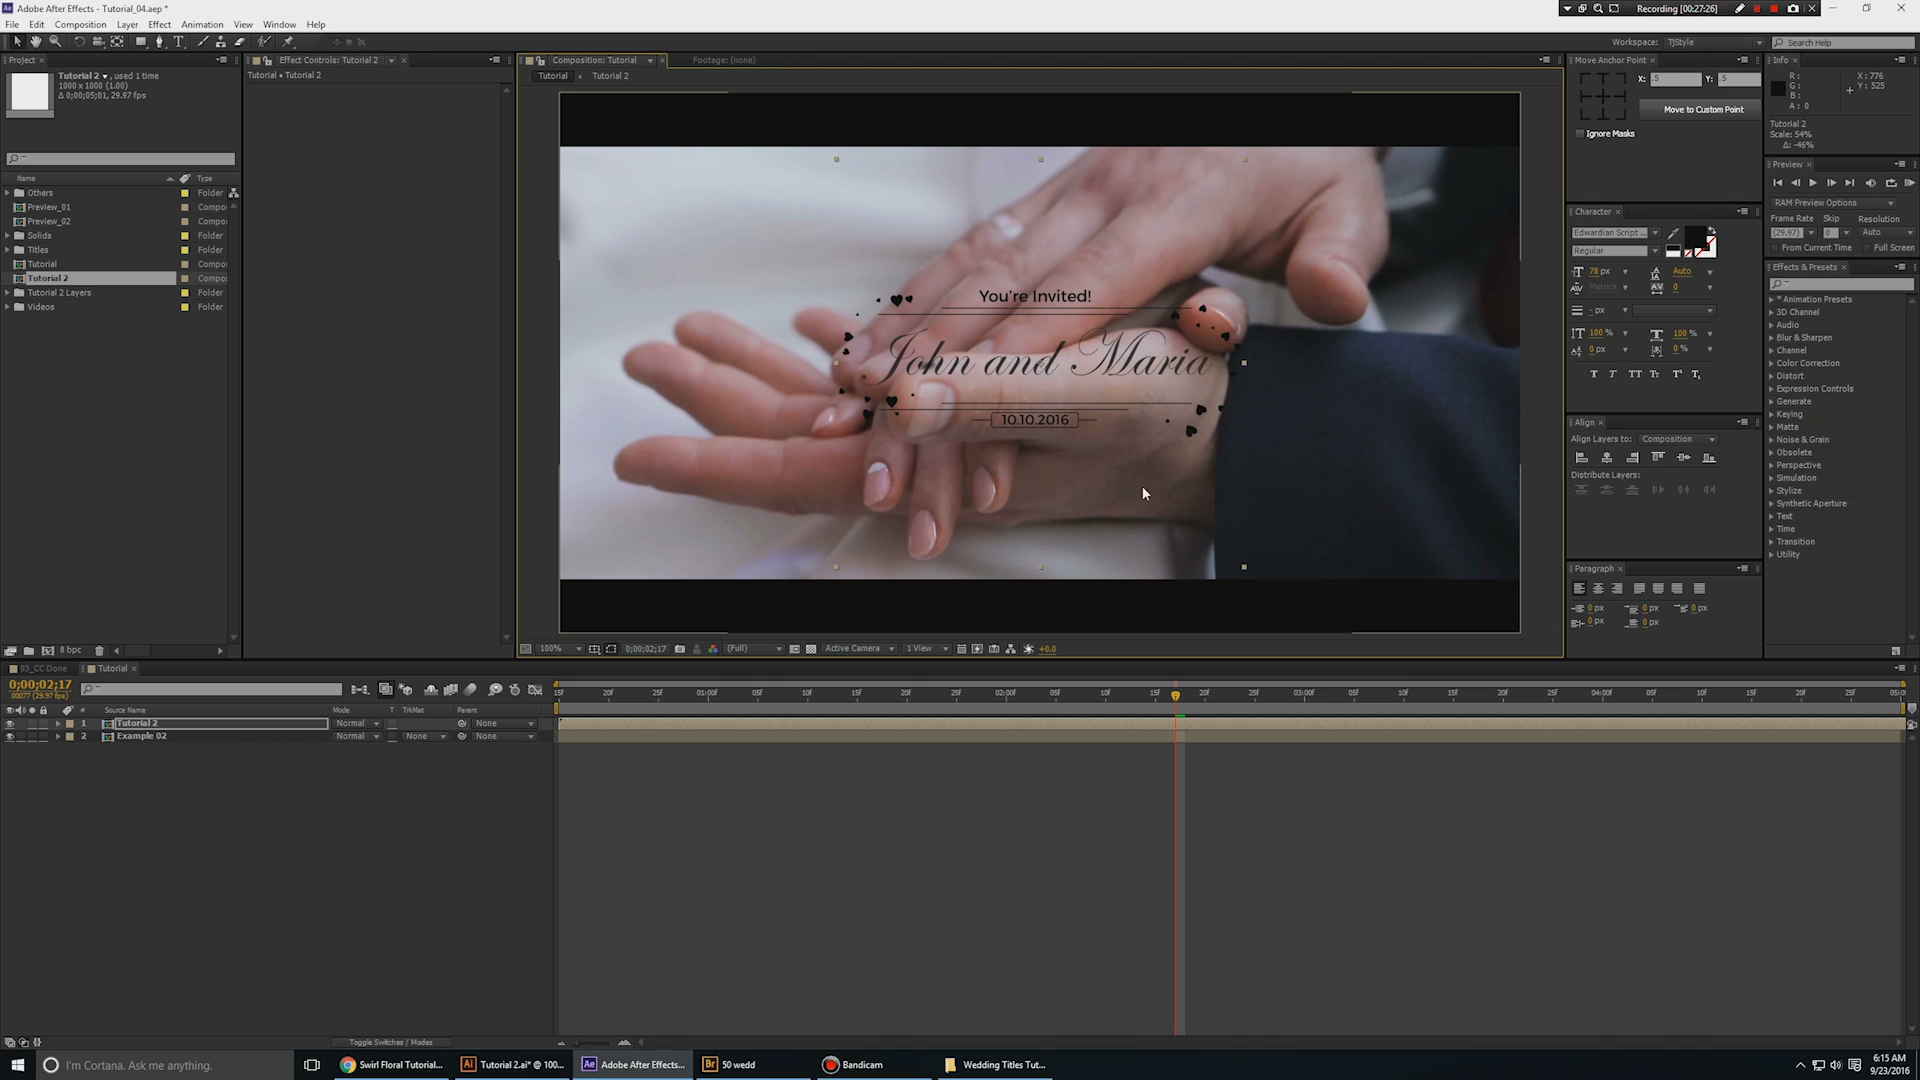 Adobe After Effects - Tutorial_04.aep *
Recording [00:27:26]
File Edit Composition Layer Effect Animation View Window Help
Workspace: TJStyle
Search Help
Project
Effect Controls: Tutorial 2
Composition: Tutorial
Footage: (none)
Move Anchor Point
Info
Tutorial 2 , used 1 time
1000 x 1000 (1.00)
Δ 0;00;05;01, 29.97 fps
Tutorial 2 • Tutorial 2
Tutorial
Tutorial 2
X: .5 Y: .5
Move to Custom Point
Ignore Masks
R :
G :
B :
A : 0
X : 776
Y : 525
Tutorial 2
Scale: 54%
Δ: -46%
Preview
RAM Preview Options
Frame Rate Skip Resolution
(29.97) 0 Auto
From Current Time Full Screen
Name Type
Others Folder
Preview_01 Compos
Preview_02 Compos
Solids Folder
Titles Folder
Tutorial Compos
Tutorial 2 Compos
Tutorial 2 Layers Folder
Videos Folder
8 bpc
You're Invited!
John and Maria
10.10.2016
Character
Edwardian Script ...
Regular
78 px Auto
Metrics 0
- px
100 % 100 %
0 px 0 %
Align
Align Layers to: Composition
Distribute Layers:
Paragraph
0 px 0 px 0 px
0 px 0 px
Effects & Presets
* Animation Presets
3D Channel
Audio
Blur & Sharpen
Channel
Color Correction
Distort
Expression Controls
Generate
Keying
Matte
Noise & Grain
Obsolete
Perspective
Simulation
Stylize
Synthetic Aperture
Text
Time
Transition
Utility
100% 0;00;02;17 (Full) Active Camera 1 View +0.0
03_CC Done Tutorial
0;00;02;17
00077 (29.97 fps)
15f 20f 25f 01:00f 05f 10f 15f 20f 25f 02:00f 05f 10f 15f 20f 25f 03:00f 05f 10f 15f 20f 25f 04:00f 05f 10f 15f 20f 25f 05:00
# Source Name Mode T TrkMat Parent
1 Tutorial 2 Normal None
2 Example 02 Normal None None
Toggle Switches / Modes
I'm Cortana. Ask me anything.
Swirl Floral Tutorial...
Tutorial 2.ai* @ 100...
Adobe After Effects...
50 wedd
Bandicam
Wedding Titles Tut...
6:15 AM
9/23/2016